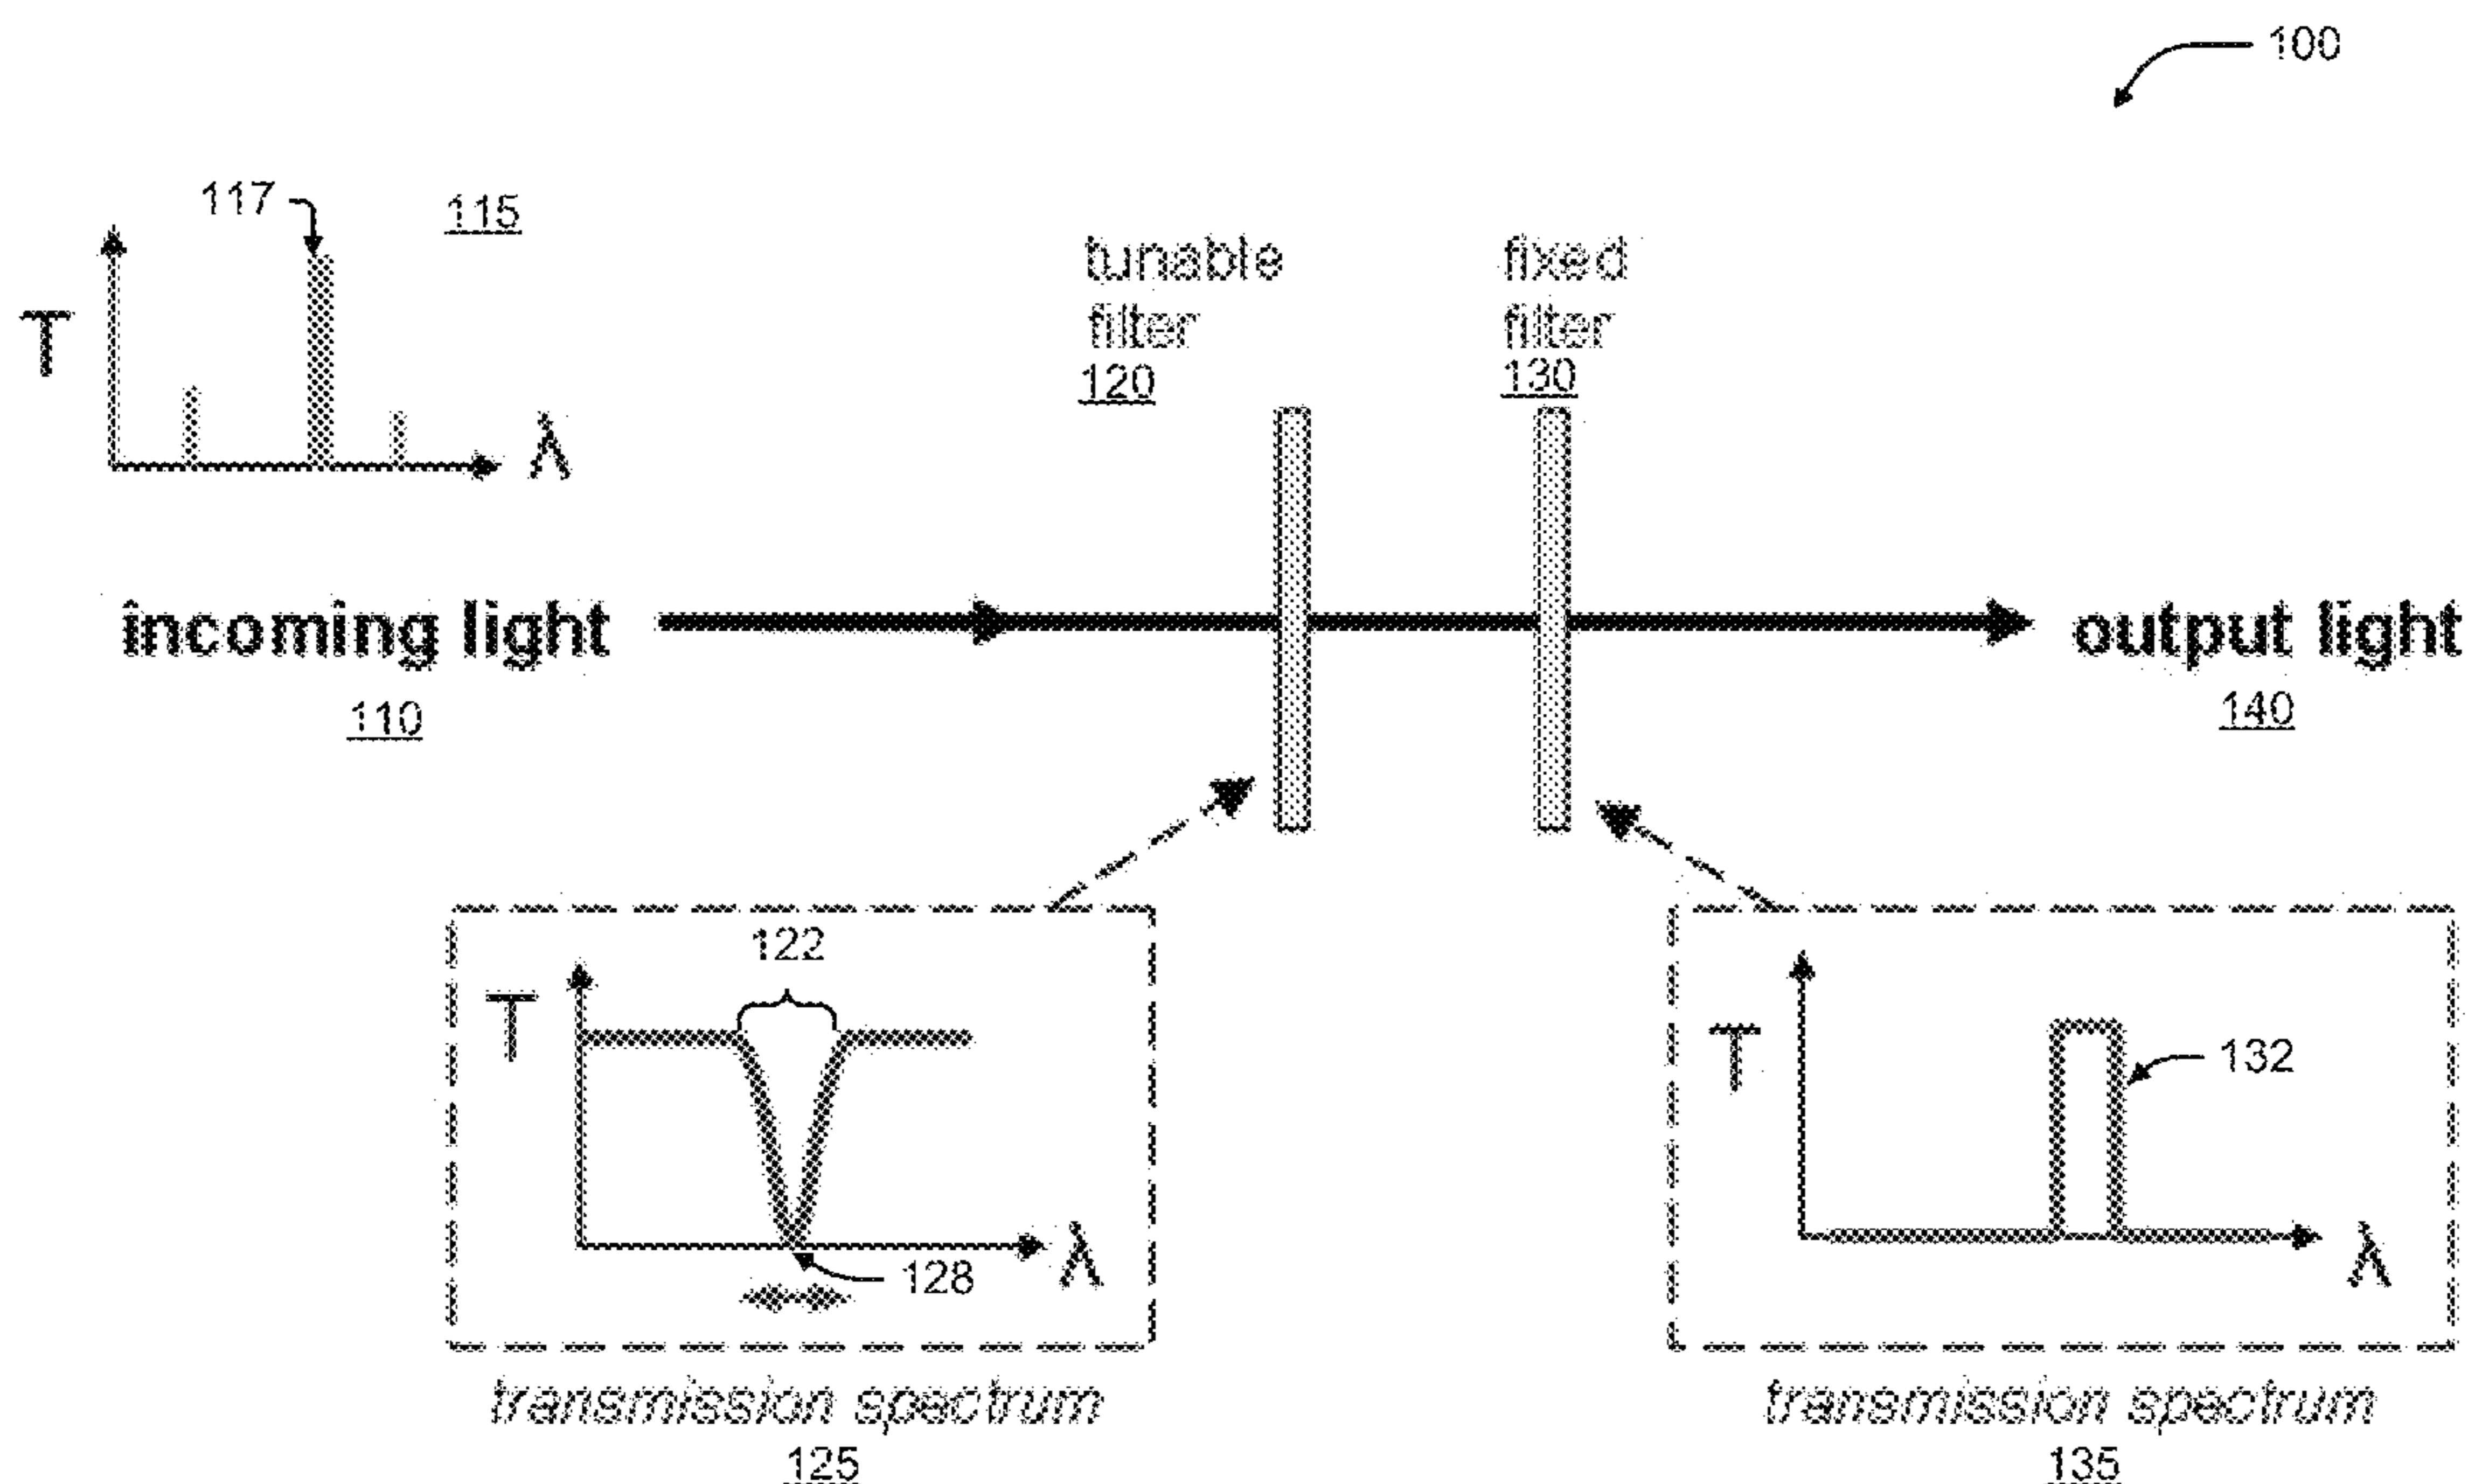 100
117
115
T
λ
tunable
filter
120
fixed
filter
130
incoming light
110
output light
140
122
T
128
λ
transmission spectrum
125
T
132
λ
transmission spectrum
135